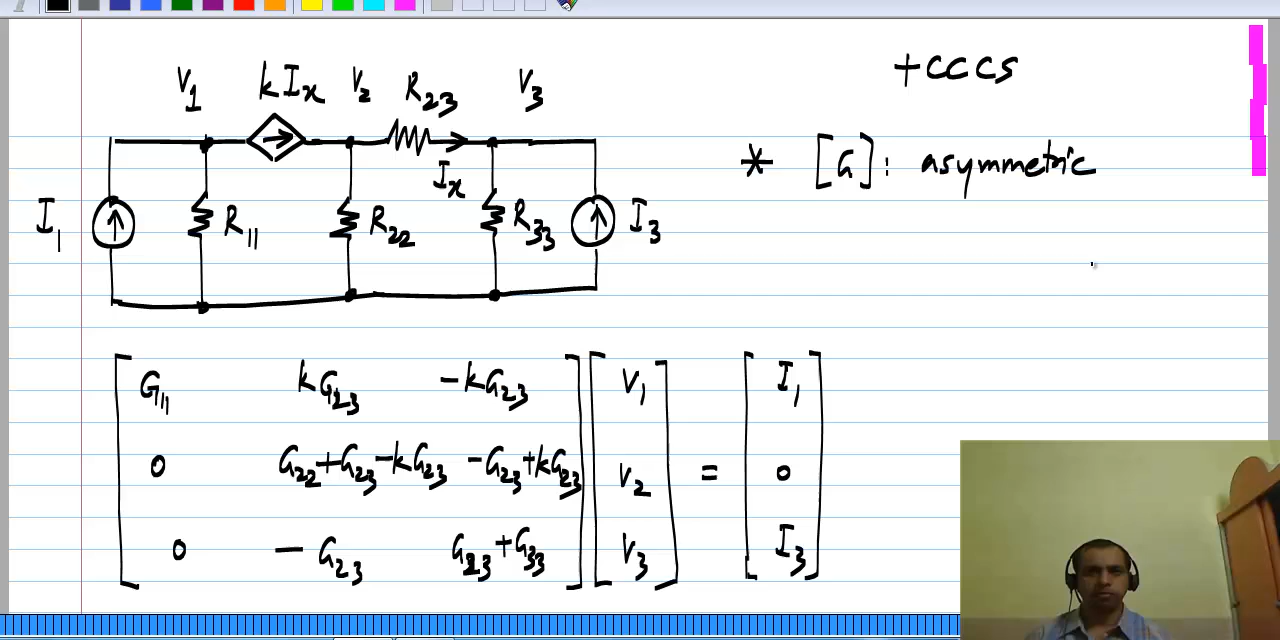 V₁ kIₓ V₂ R₂₃ V₃
+CCCS
* [G]: asymmetric
Iₓ
I₁ R₁₁ R₂₂ R₃₃ I₃
G₁₁ kG₂₃ -kG₂₃ V₁ I₁
0 G₂₂+G₂₃-kG₂₃ -G₂₃+kG₂₃ V₂ = 0
0 -G₂₃ G₂₃+G₃₃ V₃ I₃